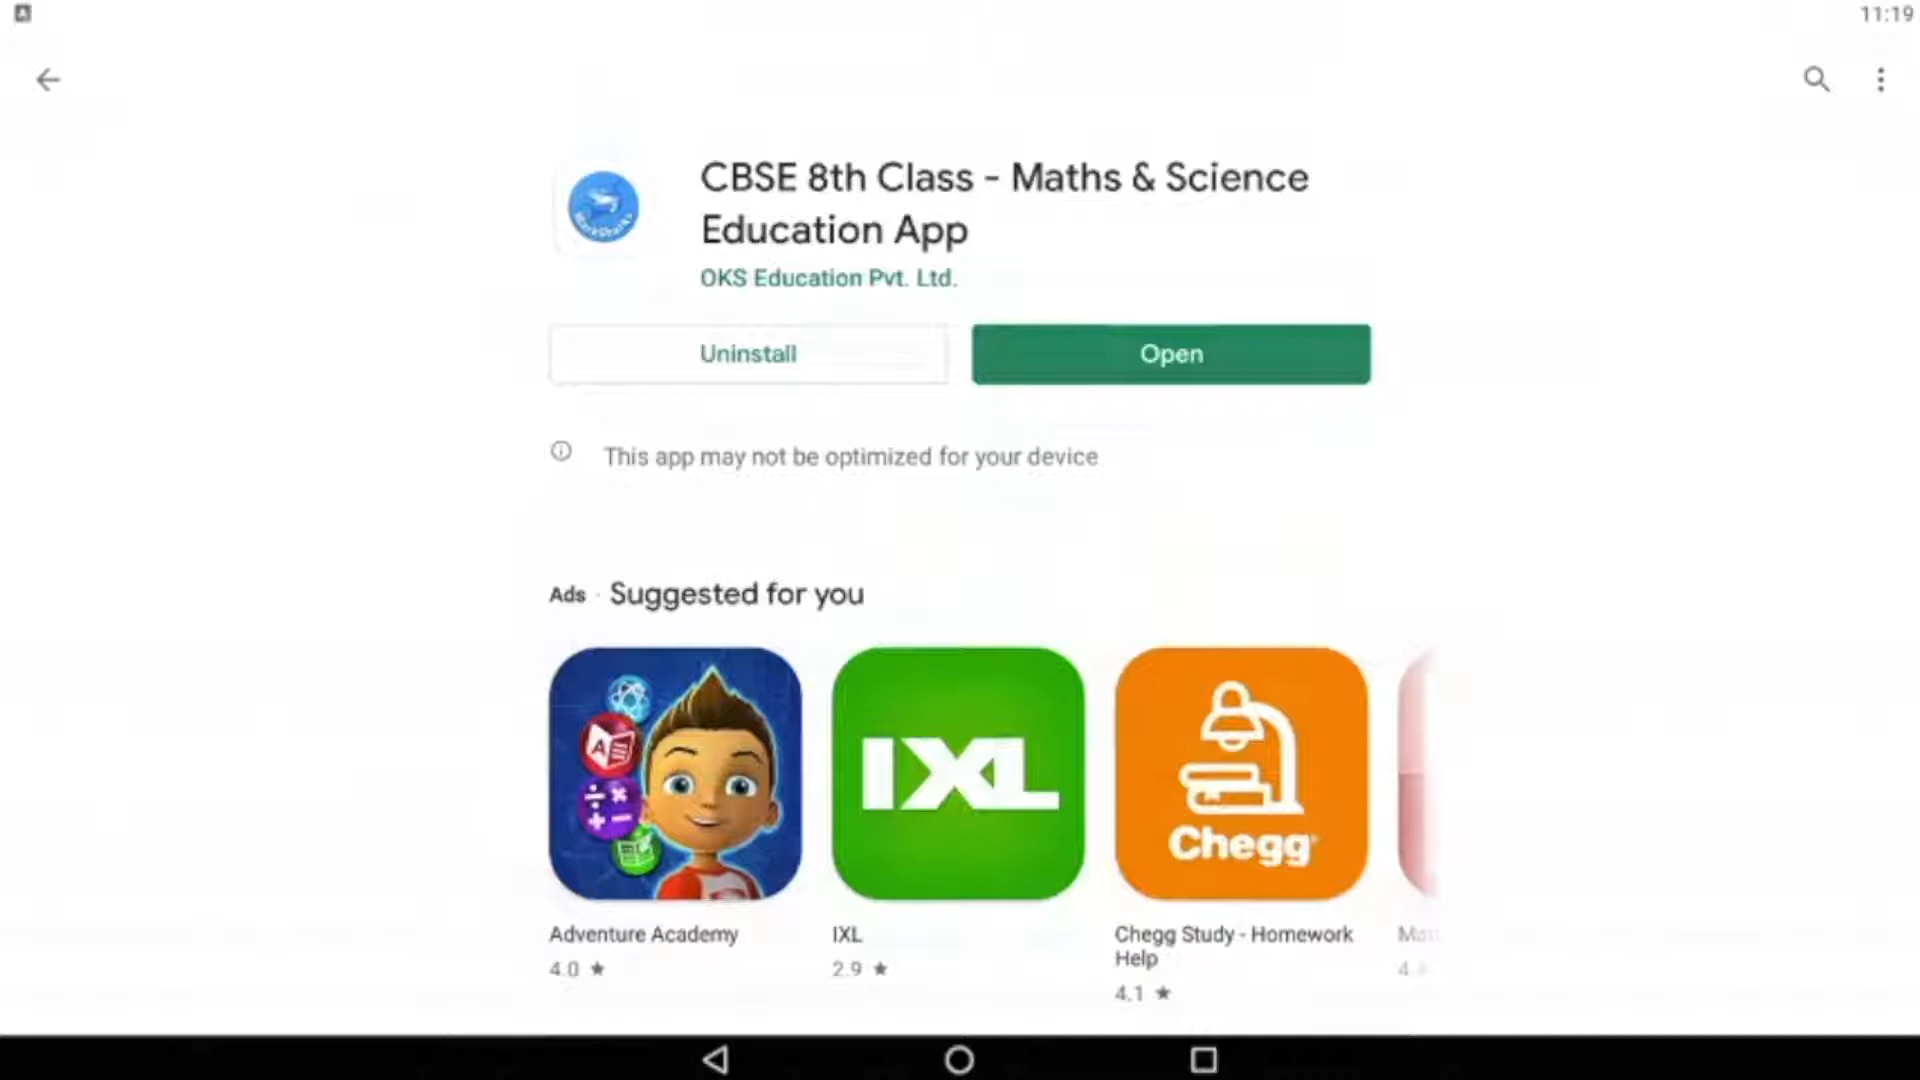 11:19
CBSE 8th Class - Maths & Science
Education App
OKS Education Pvt. Ltd.
Uninstall
Open
This app may not be optimized for your device
Ads · Suggested for you
IXL
Chegg
Adventure Academy
IXL
Chegg Study - Homework
Help
4.0 ★
2.9 ★
4.1 ★